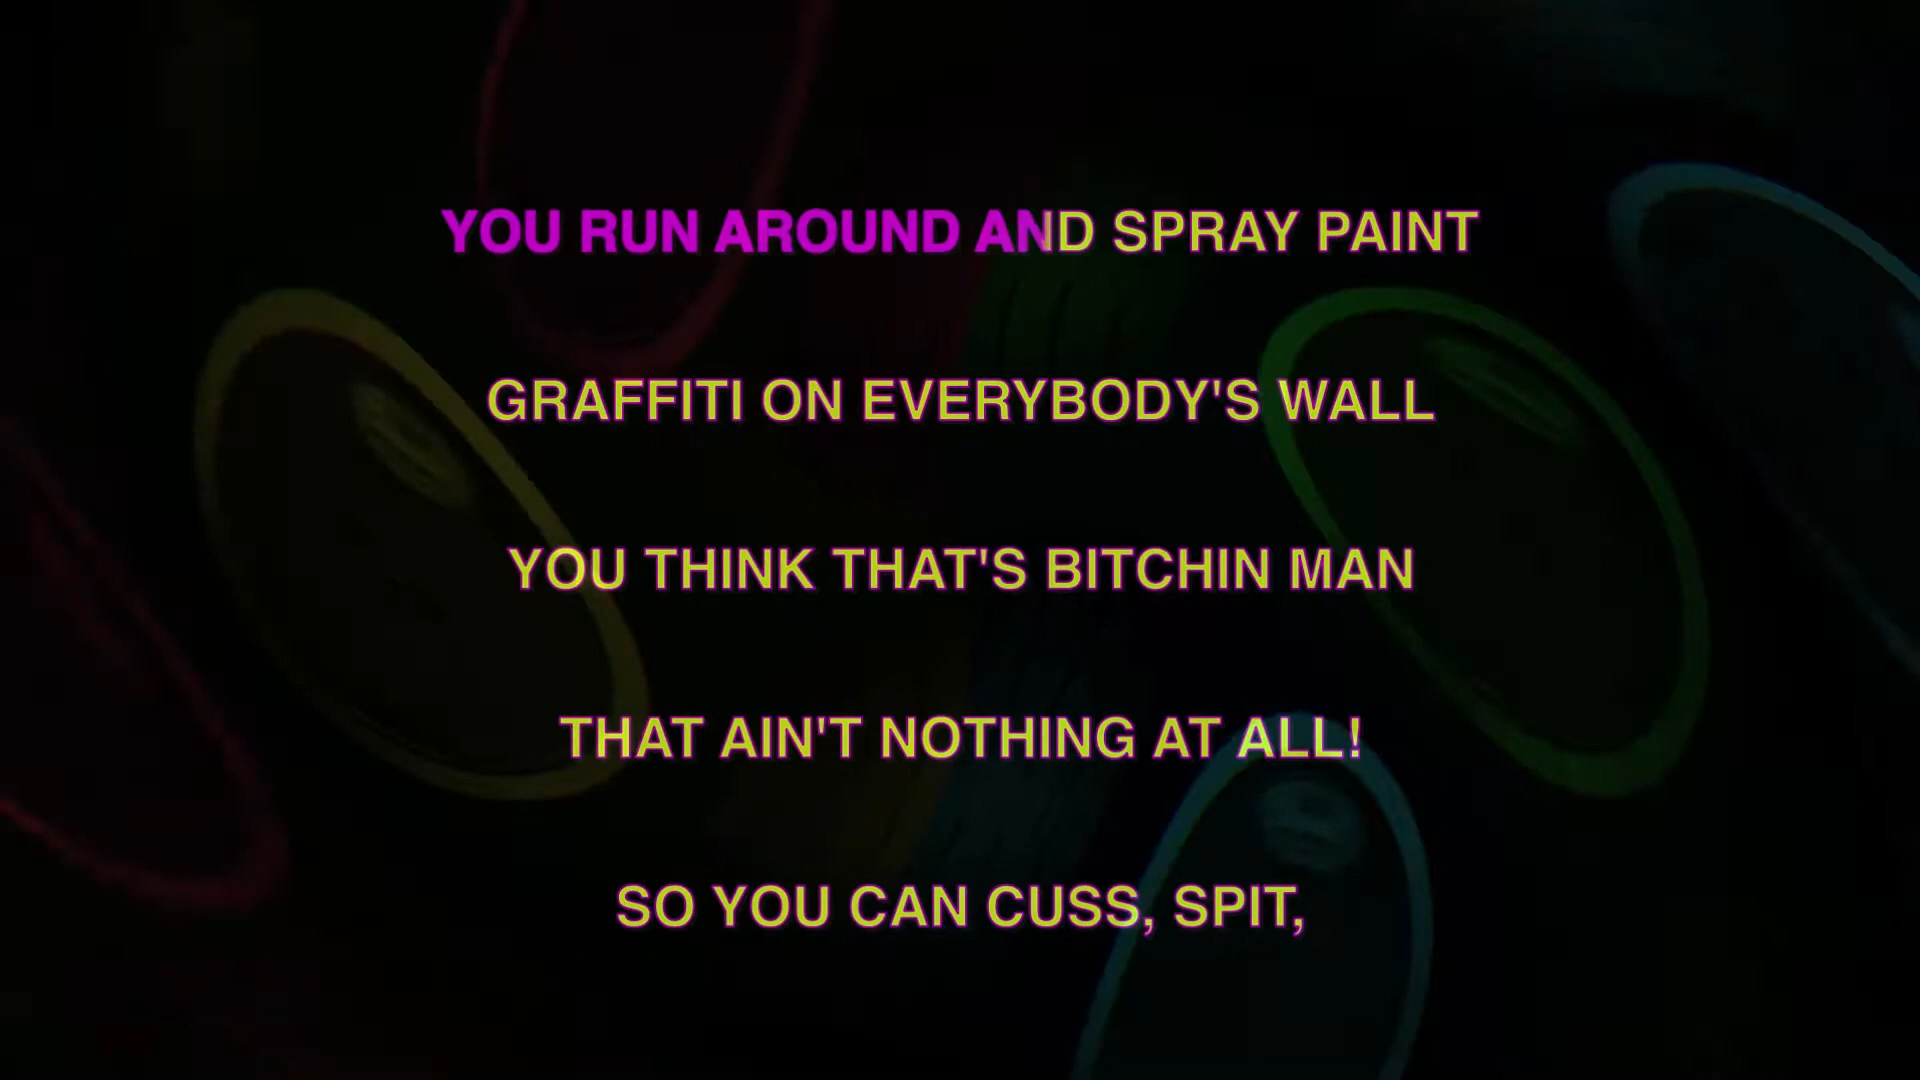 YOU RUN AROUND AND SPRAY PAINT
GRAFFITI ON EVERYBODY'S WALL
YOU THINK THAT'S BITCHIN MAN
THAT AIN'T NOTHING AT ALL!
SO YOU CAN CUSS, SPIT,